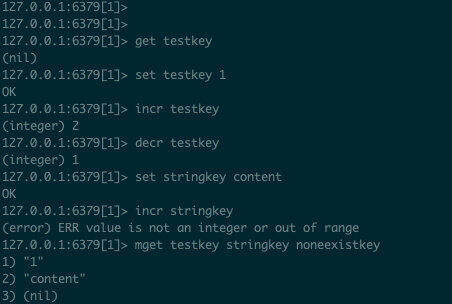 127.0.0.1:6379[1]>
127.0.0.1:6379[1]>
127.0.0.1:6379[1]> get testkey
(nil)
127.0.0.1:6379[1]> set testkey 1
OK
127.0.0.1:6379[1]> incr testkey
(integer) 2
127.0.0.1:6379[1]> decr testkey
(integer) 1
127.0.0.1:6379[1]> set stringkey content
OK
127.0.0.1:6379[1]> incr stringkey
(error) ERR value is not an integer or out of range
127.0.0.1:6379[1]> mget testkey stringkey noneexistkey
1) "1"
2) "content"
3) (nil)